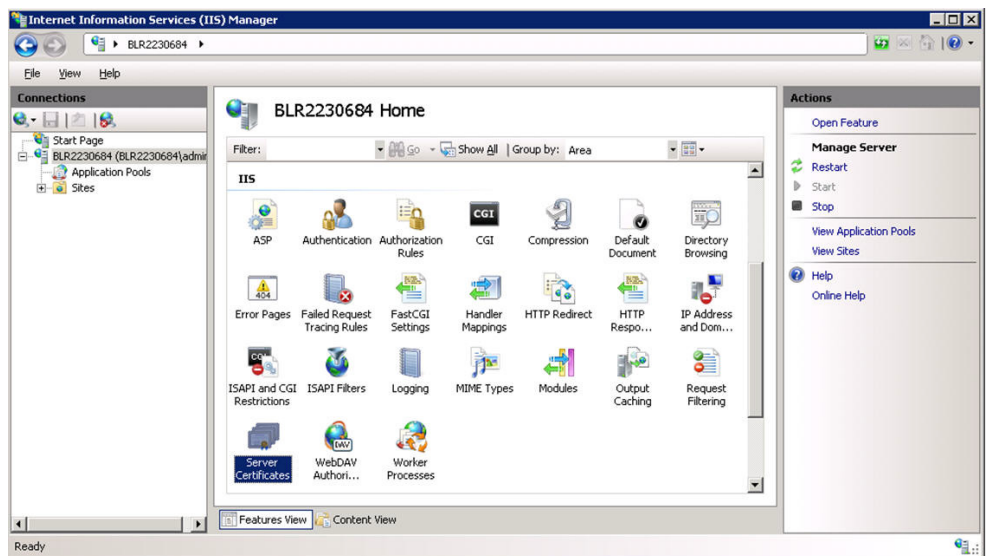 Internet Information Services (IIS) Manager
BLR2230684
File View Help
Connections
Start Page
BLR2230684 (BLR2230684\admir
Application Pools
Sites
BLR2230684 Home
Filter: Go Show All Group by: Area
IIS
ASP Authentication Authorization Rules CGI Compression Default Document Directory Browsing
404
Error Pages Failed Request Tracing Rules FastCGI Settings Handler Mappings HTTP Redirect HTTP Respo... IP Address and Dom...
ISAPI and CGI Restrictions ISAPI Filters Logging MIME Types Modules Output Caching Request Filtering
DAV
Server Certificates WebDAV Authori... Worker Processes
Features View Content View
Actions
Open Feature
Manage Server
Restart
Start
Stop
View Application Pools
View Sites
Help
Online Help
Ready